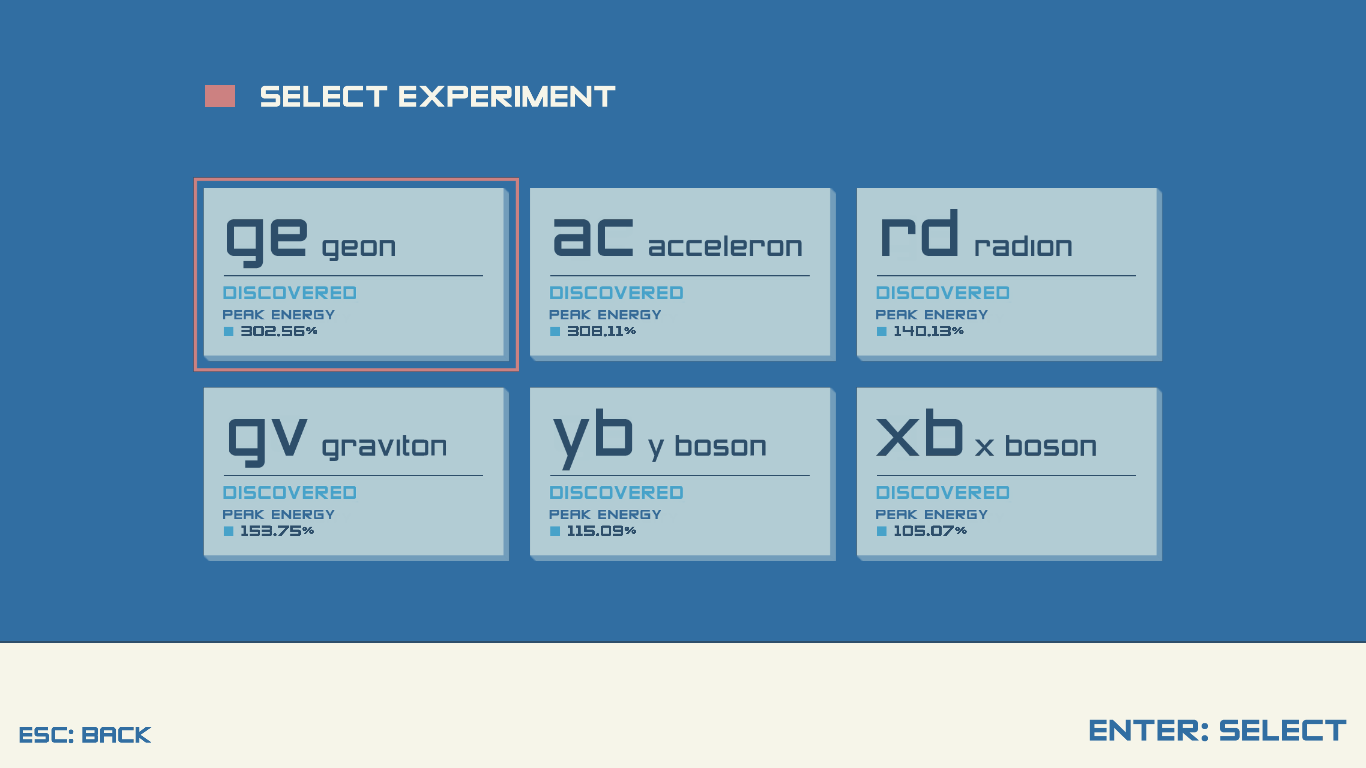 SELECT EXPERIMENT
ge geon
DISCOVERED
PEAK ENERGY
302.56%
ac acceleron
DISCOVERED
PEAK ENERGY
308.11%
rd radion
DISCOVERED
PEAK ENERGY
140.13%
gv graviton
DISCOVERED
PEAK ENERGY
153.75%
yb y boson
DISCOVERED
PEAK ENERGY
115.09%
xb x boson
DISCOVERED
PEAK ENERGY
105.07%
ESC: BACK
ENTER: SELECT